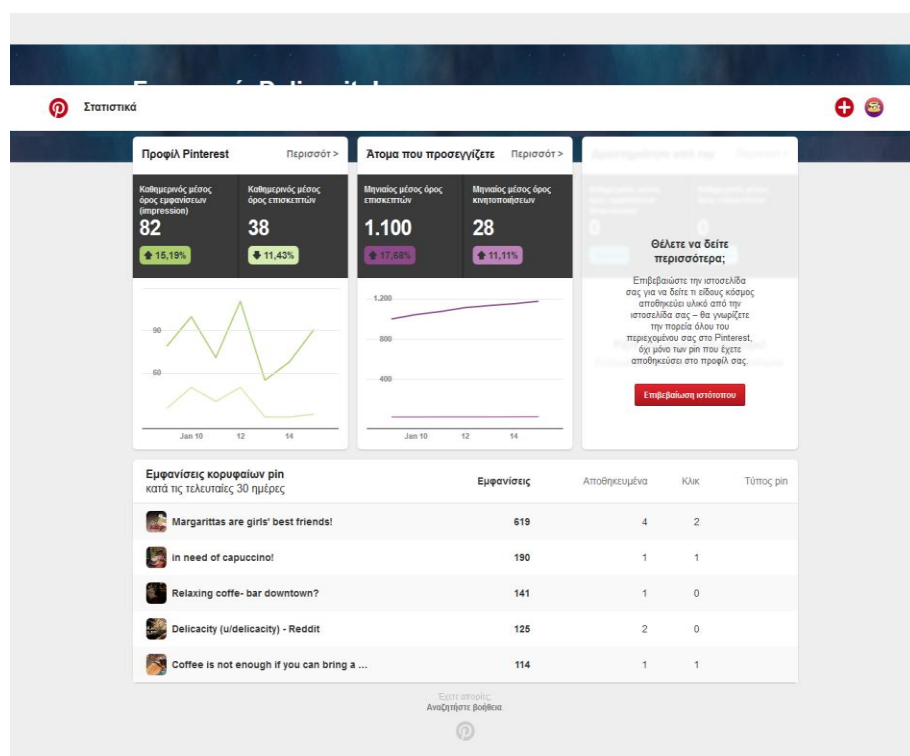 Στατιστικά
Προφίλ Pinterest
Περισσότ >
Καθημερινός μέσος
όρος εμφανίσεων
(impression)
82
15,19%
Καθημερινός μέσος
όρος επισκεπτών
38
11,43%
90
60
Jan 10 12 14
Άτομα που προσεγγίζετε
Περισσότ >
Μηνιαίος μέσος όρος
επισκεπτών
1.100
17,68%
Μηνιαίος μέσος όρος
κινητοποιήσεων
28
11,11%
1.200
800
400
Jan 10 12 14
Θέλετε να δείτε
περισσότερα;
Επιβεβαιώστε την ιστοσελίδα
σας για να δείτε τι είδους κόσμος
αποθηκεύει υλικό από την
ιστοσελίδα σας – θα γνωρίζετε
την πορεία όλου του
περιεχομένου σας στο Pinterest,
όχι μόνο των pin που έχετε
αποθηκεύσει στο προφίλ σας.
Επιβεβαίωση ιστότοπου
Εμφανίσεις κορυφαίων pin
κατά τις τελευταίες 30 ημέρες
Εμφανίσεις Αποθηκευμένα Κλικ Τύπος pin
Margarittas are girls' best friends! 619 4 2
in need of capuccino! 190 1 1
Relaxing coffe- bar downtown? 141 1 0
Delicacity (u/delicacity) - Reddit 125 2 0
Coffee is not enough if you can bring a ... 114 1 1
Έχετε απορίες;
Αναζητήστε βοήθεια